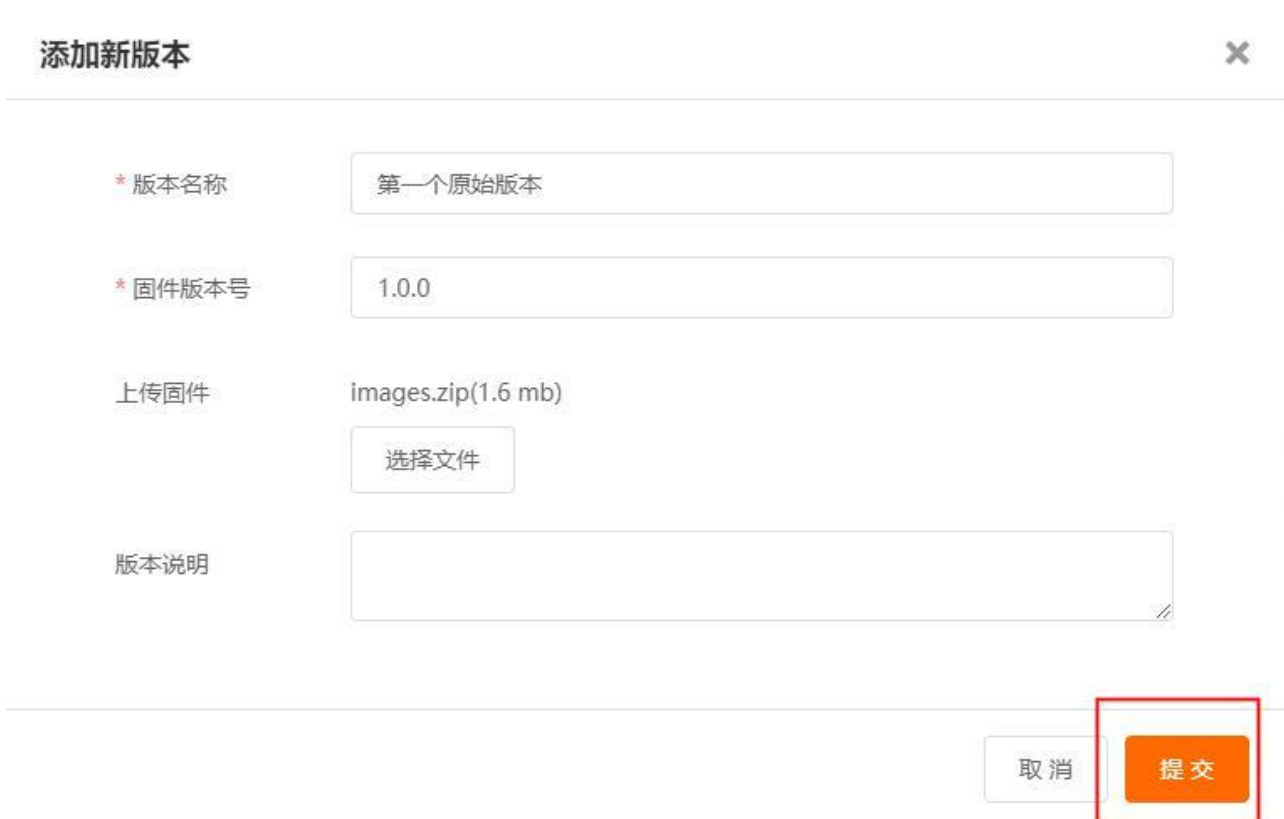 添加新版本
* 版本名称 第一个原始版本
* 固件版本号 1.0.0
上传固件 images.zip(1.6 mb)
选择文件
版本说明
取消 提交